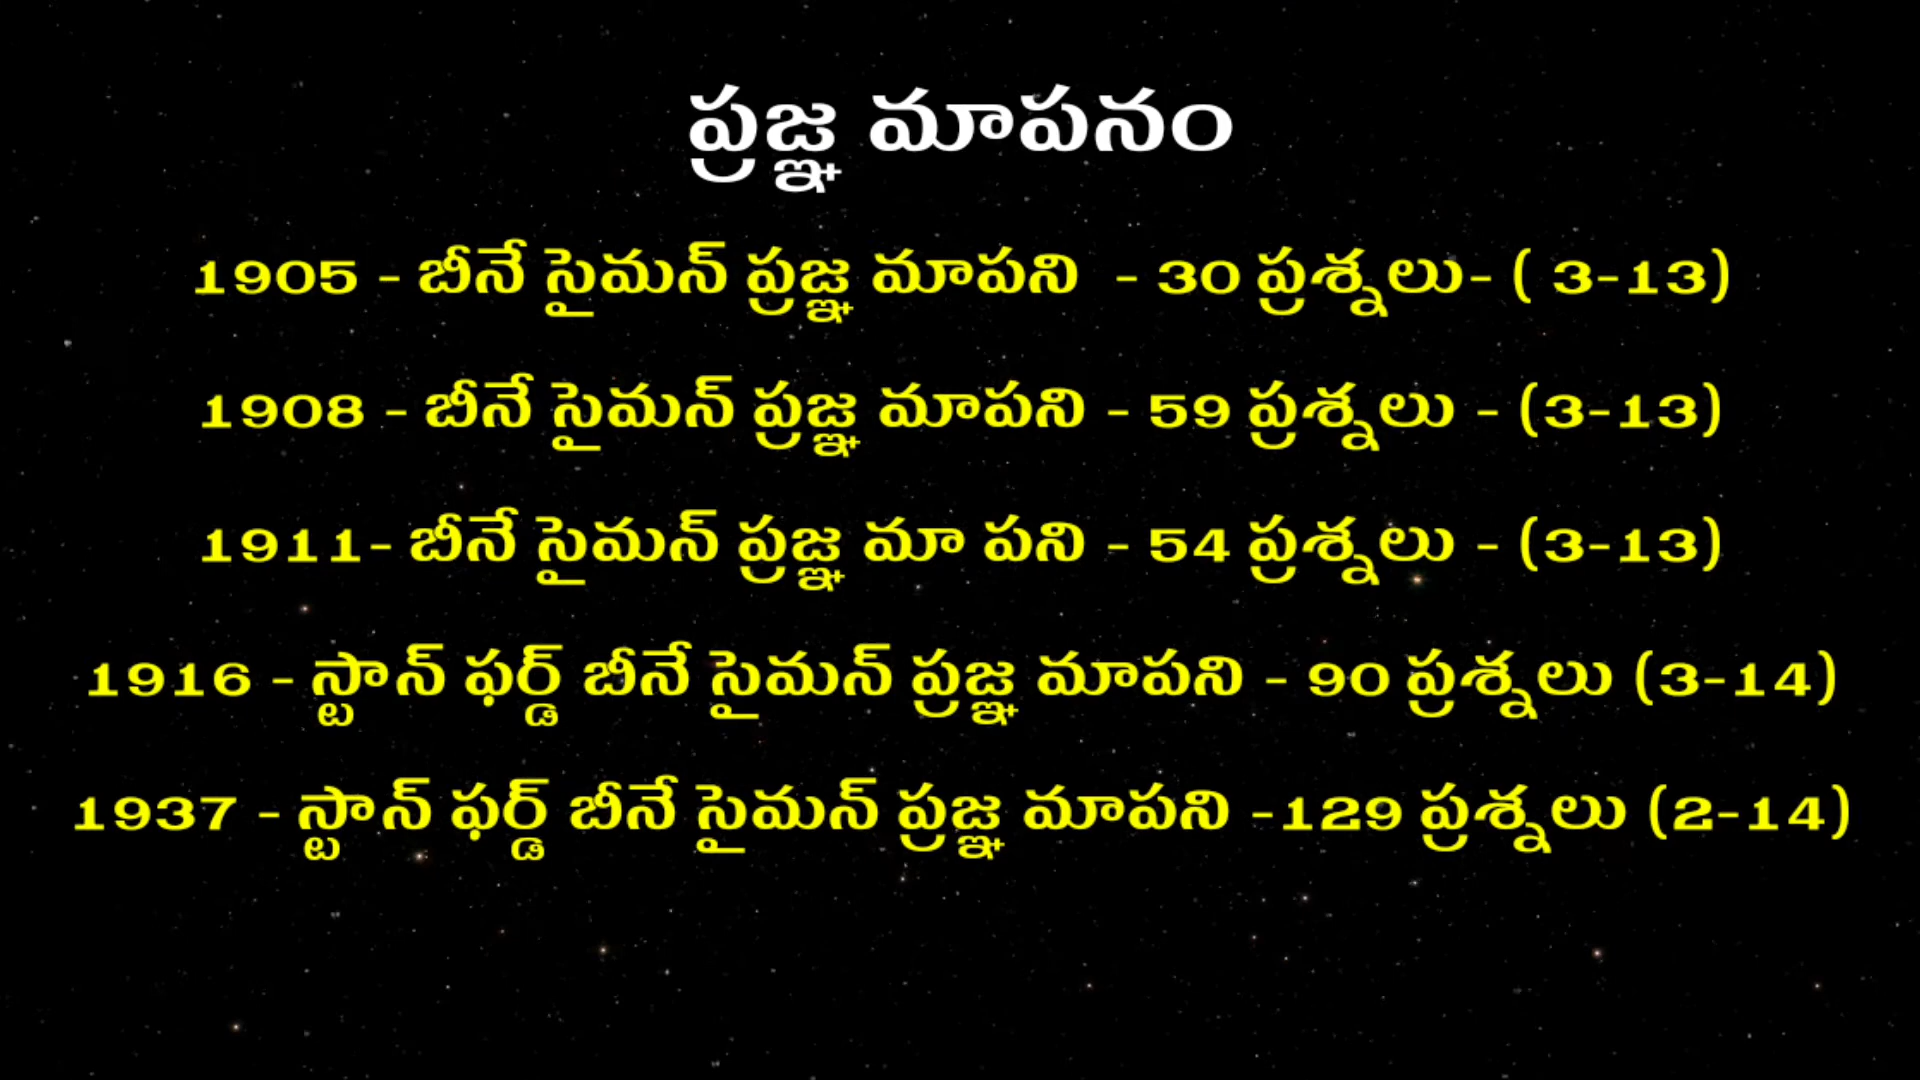 ప్రజ్ఞ మాపనం
1905 - బీనే సైమన్ ప్రజ్ఞ మాపని - 30 ప్రశ్నలు- ( 3-13)
1908 - బీనే సైమన్ ప్రజ్ఞ మాపని - 59 ప్రశ్నలు - (3-13)
1911- బీనే సైమన్ ప్రజ్ఞ మా పని - 54 ప్రశ్నలు - (3-13)
1916 - స్టాన్ ఫర్డ్ బీనే సైమన్ ప్రజ్ఞ మాపని - 90 ప్రశ్నలు (3-14)
1937 - స్టాన్ ఫర్డ్ బీనే సైమన్ ప్రజ్ఞ మాపని -129 ప్రశ్నలు (2-14)